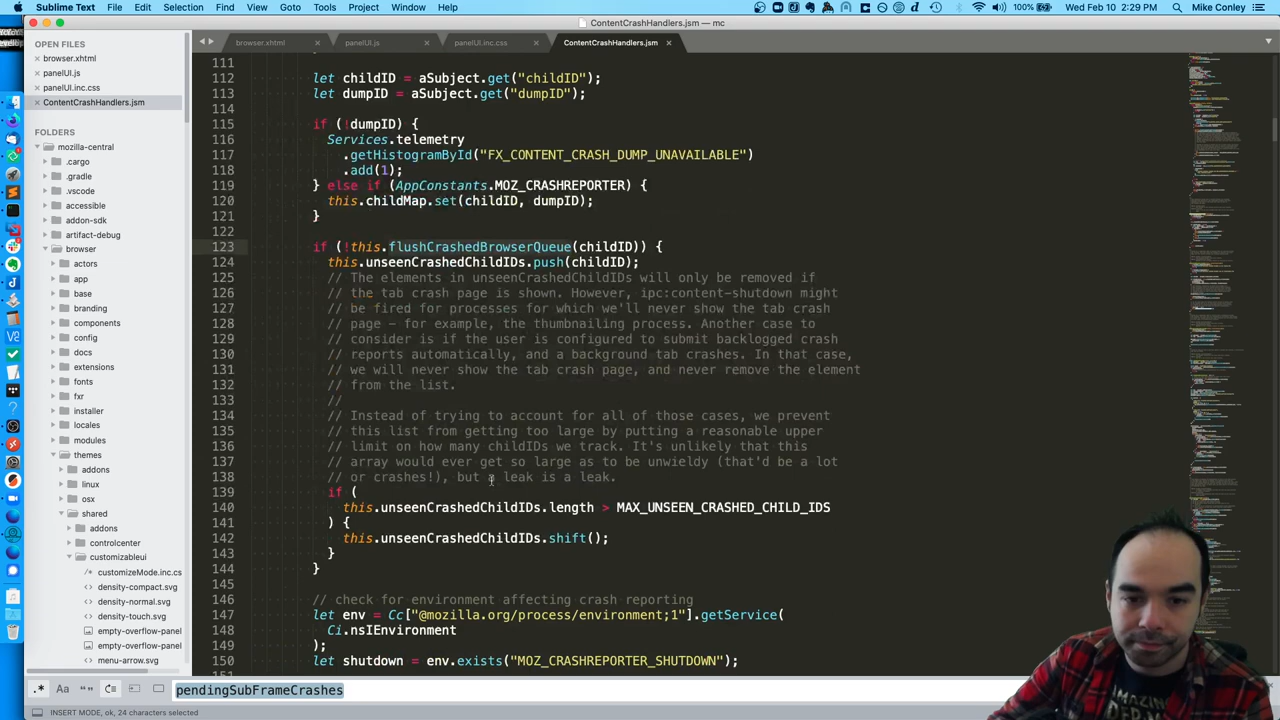 Sublime Text File Edit Selection Find View Goto Tools Project Window Help
100% Wed Feb 10 2:29 PM Mike Conley
ContentCrashHandlers.jsm — mc
OPEN FILES
browser.xhtml
panelUI.js
panelUI.inc.css
ContentCrashHandlers.jsm
FOLDERS
mozilla-central
.cargo
.gradle
.vscode
accessible
addon-sdk
artifact-debug
browser
actors
app
base
branding
components
config
docs
extensions
fonts
fxr
installer
locales
modules
themes
addons
linux
osx
shared
addons
controlcenter
customizableui
/* customizeMode.inc.cs
density-compact.svg
density-normal.svg
density-touch.svg
empty-overflow-panel
empty-overflow-panel
menu-arrow.svg
browser.xhtml panelUI.js panelUI.inc.css ContentCrashHandlers.jsm
111
112 let childID = aSubject.get("childID");
113 let dumpID = aSubject.get("dumpID");
114
115 if (!dumpID) {
116 Services.telemetry
117 .getHistogramById("FX_CONTENT_CRASH_DUMP_UNAVAILABLE")
118 .add(1);
119 } else if (AppConstants.MOZ_CRASHREPORTER) {
120 this.childMap.set(childID, dumpID);
121 }
122
123 if (!this.flushCrashedBrowserQueue(childID)) {
124 this.unseenCrashedChildIDs.push(childID);
125 The elements in unseenCrashedChildIDs will only be removed if
126 the tab crash page is shown. However, ipc:content-shutdown might
127 be fired for processes for which we'll never show the tab crash
128 page - for example, the thumbnailing process. Another case to
129 consider is if the user is configured to submit backlogged crash
130 reports automatically, and a background tab crashes. In that case,
131 we will never show the tab crash page, and never remove the element
132 from the list.
133 //
134 Instead of trying to account for all of those cases, we prevent
135 this list from getting too large by putting a reasonable upper
136 limit on how many childIDs we track. It's unlikely that this
137 array would ever get so large as to be unwieldy (that'd be a lot
138 or crashes!), but a leak is a leak.
139 if (
140 this.unseenCrashedChildIDs.length > MAX_UNSEEN_CRASHED_CHILD_IDS
141 ) {
142 this.unseenCrashedChildIDs.shift();
143 }
144 }
145
146 // check for environment affecting crash reporting
147 let env = Cc["@mozilla.org/process/environment;1"].getService(
148 Ci.nsIEnvironment
149 );
150 let shutdown = env.exists("MOZ_CRASHREPORTER_SHUTDOWN");
151
.* Aa “” pendingSubFrameCrashes
INSERT MODE, ok, 24 characters selected